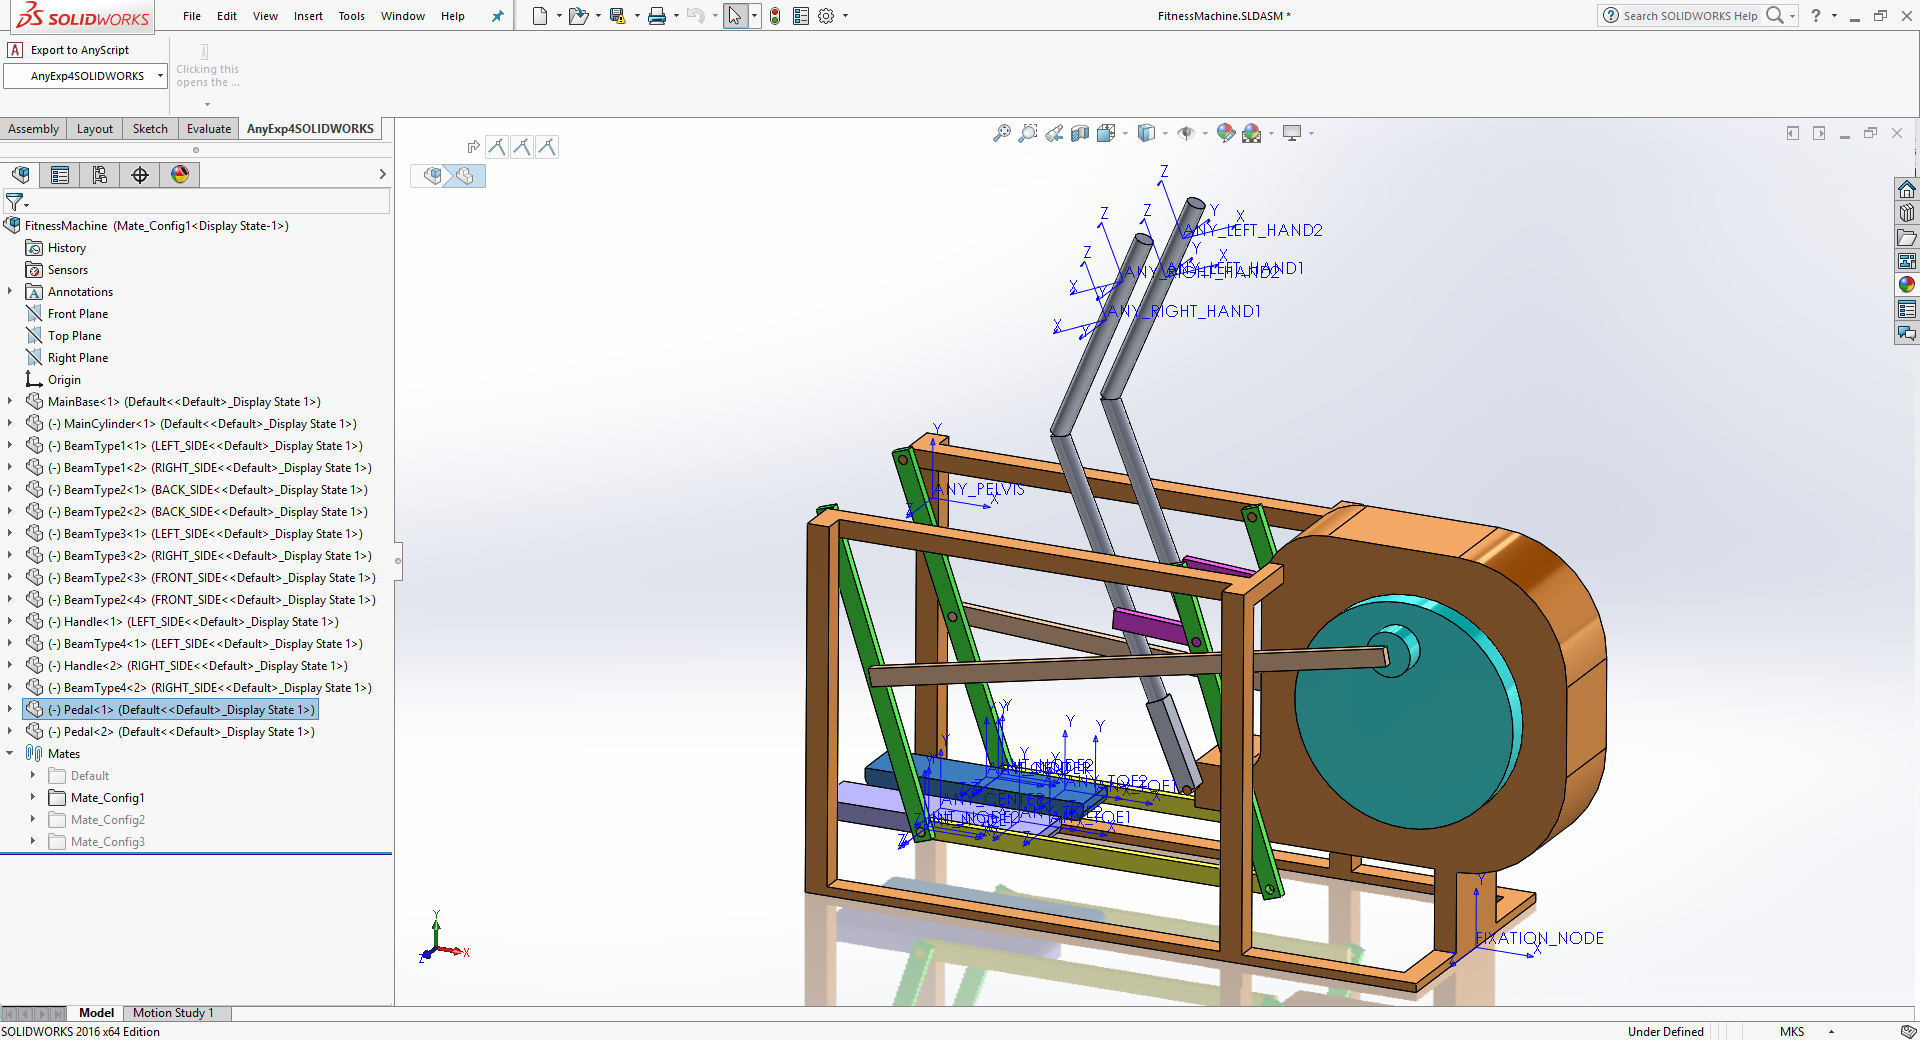 SOLIDWORKS
File Edit View Insert Tools Window Help
FitnessMachine.SLDASM *
Search SOLIDWORKS Help
?
Export to AnyScript
AnyExp4SOLIDWORKS
Clicking this
opens the ...
Assembly Layout Sketch Evaluate AnyExp4SOLIDWORKS
FitnessMachine (Mate_Config1<Display State-1>)
History
Sensors
Annotations
Front Plane
Top Plane
Right Plane
Origin
MainBase<1> (Default<<Default>_Display State 1>)
(-) MainCylinder<1> (Default<<Default>_Display State 1>)
(-) BeamType1<1> (LEFT_SIDE<<Default>_Display State 1>)
(-) BeamType1<2> (RIGHT_SIDE<<Default>_Display State 1>)
(-) BeamType2<1> (BACK_SIDE<<Default>_Display State 1>)
(-) BeamType2<2> (BACK_SIDE<<Default>_Display State 1>)
(-) BeamType3<1> (LEFT_SIDE<<Default>_Display State 1>)
(-) BeamType3<2> (RIGHT_SIDE<<Default>_Display State 1>)
(-) BeamType2<3> (FRONT_SIDE<<Default>_Display State 1>)
(-) BeamType2<4> (FRONT_SIDE<<Default>_Display State 1>)
(-) Handle<1> (LEFT_SIDE<<Default>_Display State 1>)
(-) BeamType4<1> (LEFT_SIDE<<Default>_Display State 1>)
(-) Handle<2> (RIGHT_SIDE<<Default>_Display State 1>)
(-) BeamType4<2> (RIGHT_SIDE<<Default>_Display State 1>)
(-) Pedal<1> (Default<<Default>_Display State 1>)
(-) Pedal<2> (Default<<Default>_Display State 1>)
Mates
Default
Mate_Config1
Mate_Config2
Mate_Config3
ANY_LEFT_HAND2
ANY_LEFT_HAND1
ANY_RIGHT_HAND2
ANY_RIGHT_HAND1
ANY_PELVIS
ANY_TOE2
ANY_TOE1
ANY_CENTER
ANY_TOE1
FIXATION_NODE
Model Motion Study 1
SOLIDWORKS 2016 x64 Edition
Under Defined
MKS